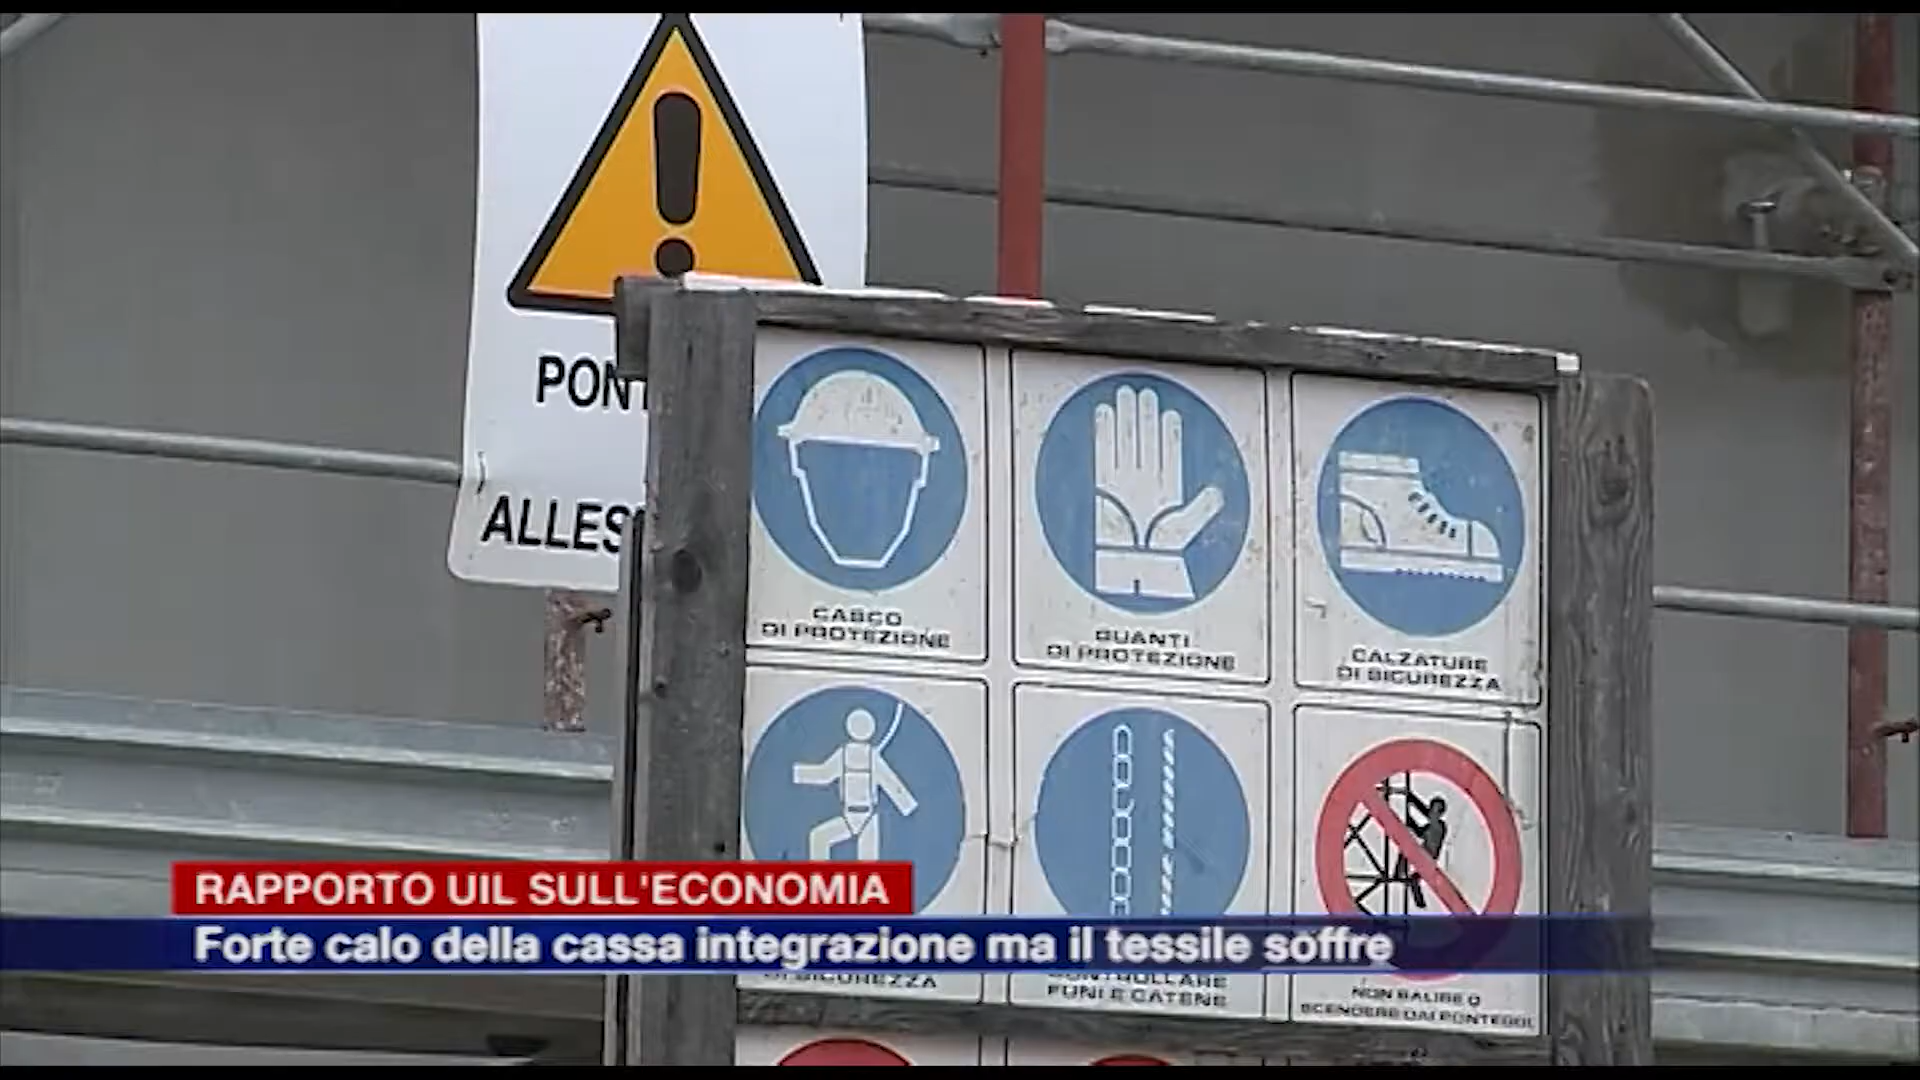 PONT
ALLES
CASCO
DI PROTEZIONE
GUANTI
DI PROTEZIONE
CALZATURE
DI SICUREZZA
RAPPORTO UIL SULL'ECONOMIA
Forte calo della cassa integrazione ma il tessile soffre
DI SICUREZZA
CONTROLLARE
FUNI E CATENE
NON SALIRE O
SCENDERE DAI PONTEGGI